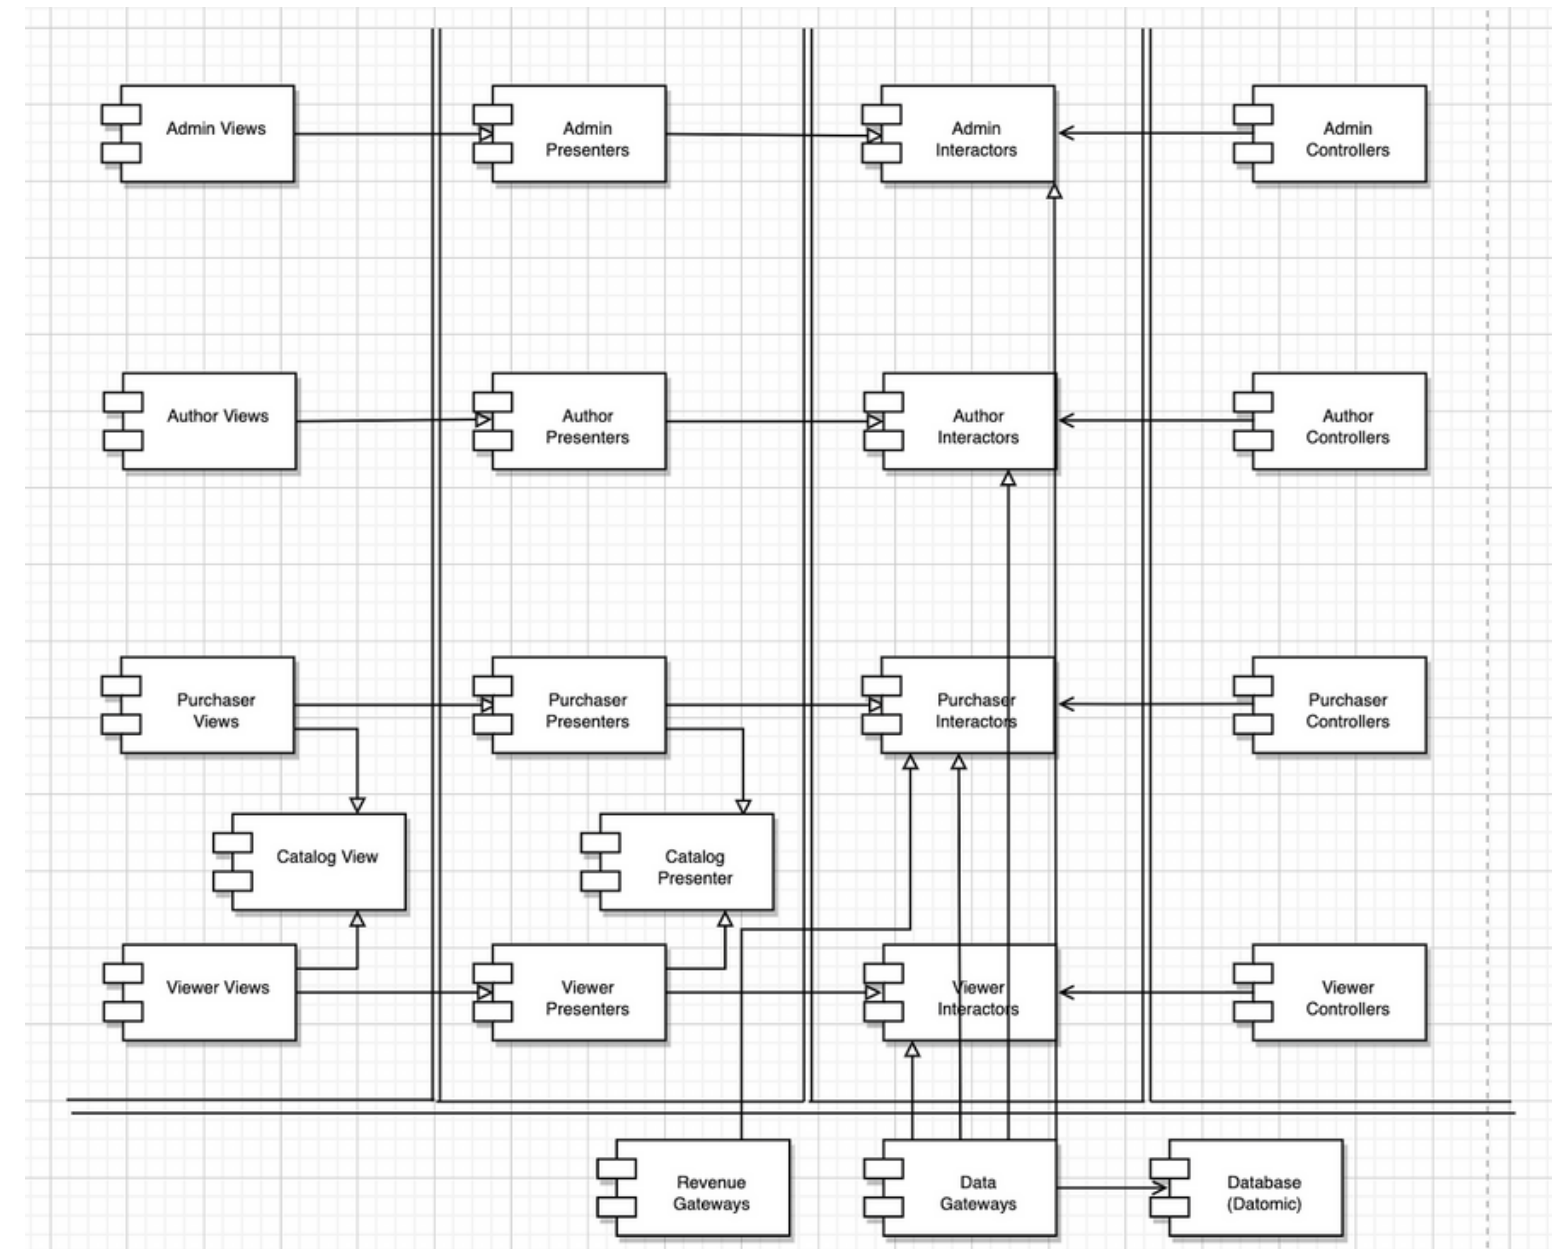 Admin Views
Admin
Presenters
Admin
Interactors
Admin
Controllers
Author Views
Author
Presenters
Author
Interactors
Author
Controllers
Purchaser
Views
Purchaser
Presenters
Purchaser
Interactors
Purchaser
Controllers
Catalog View
Catalog
Presenter
Viewer Views
Viewer
Presenters
Viewer
Interactors
Viewer
Controllers
Revenue
Gateways
Data
Gateways
Database
(Datomic)